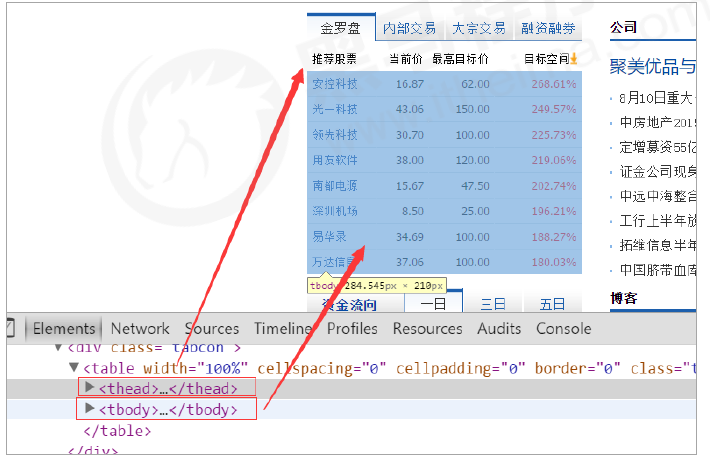 金罗盘 内部交易 大宗交易 融资融券
推荐股票 当前价 最高目标价 目标空间
安控科技 16.87 62.00 268.61%
光一科技 43.06 150.00 249.57%
领先科技 30.70 100.00 225.73%
用友软件 38.00 120.00 219.06%
南都电源 15.67 47.50 202.74%
深圳机场 8.50 25.00 196.21%
易华录 34.69 100.00 188.27%
万达信息 37.06 100.00 180.03%
tbody 284.545px × 210px
资金流向 一日 三日 五日
公司
聚美优品与
8月10日重大
中房地产201
定增募资55亿
证金公司现身
中远中海整合
工行上半年放
拓维信息半年
中国脐带血库
博客
Elements Network Sources Timeline Profiles Resources Audits Console
<div class="tabcon">
<table width="100%" cellspacing="0" cellpadding="0" border="0" class="t
<thead>…</thead>
<tbody>…</tbody>
</table>
</div>